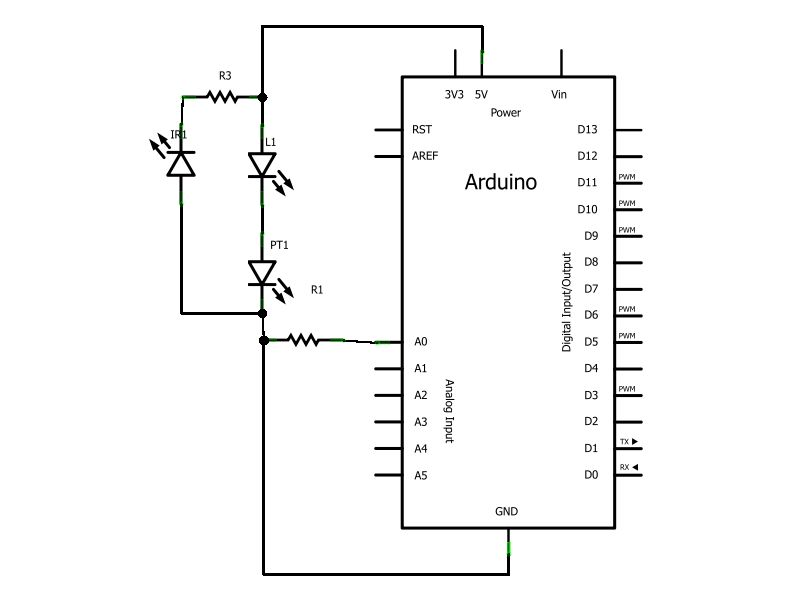 R3
3V3 5V Vin
Power
IR1
L1
RST
AREF
Arduino
D13
D12
D11 PWM
D10 PWM
D9 PWM
PT1
D8
R1
D7
Digital Input/Output
D6 PWM
A0
D5 PWM
A1
D4
A2
D3 PWM
Analog Input
A3
D2
A4
D1 TX
A5
D0 RX
GND